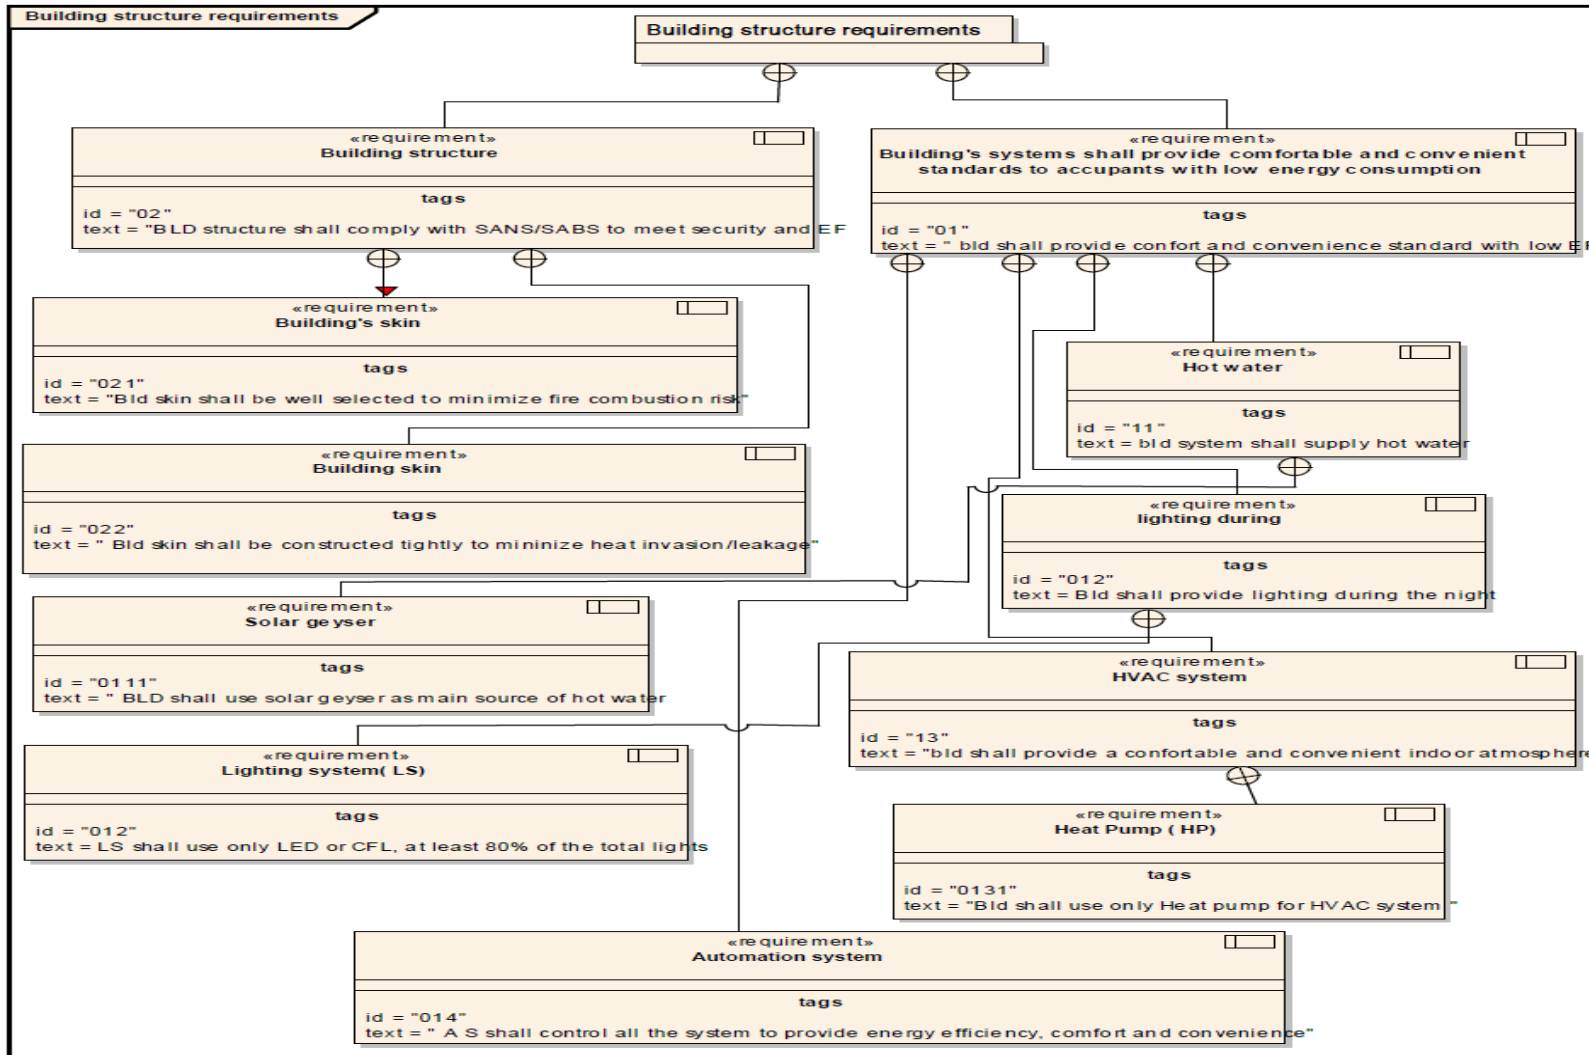 Building structure requirements
Building structure requirements
«requirement»
Building structure
tags
id = "02"
text = "BLD structure shall comply with SANS/SABS to meet security and EF
«requirement»
Building's systems shall provide comfortable and convenient
standards to accupants with low energy consumption
tags
id = "01"
text = " bld shall provide confort and convenience standard with low EF
«requirement»
Building's skin
tags
id = "021"
text = "Bld skin shall be well selected to minimize fire combustion risk"
«requirement»
Hot water
tags
id = "11"
text = bld system shall supply hot water
«requirement»
Building skin
tags
id = "022"
text = " Bld skin shall be constructed tightly to mininize heat invasion/leakage"
«requirement»
lighting during
tags
id = "012"
text = Bld shall provide lighting during the night
«requirement»
Solar geyser
tags
id = "0111"
text = " BLD shall use solar geyser as main source of hot water
«requirement»
HVAC system
tags
id = "13"
text = "bld shall provide a confortable and convenient indoor atmosphere
«requirement»
Lighting system( LS)
tags
id = "012"
text = LS shall use only LED or CFL, at least 80% of the total lights
«requirement»
Heat Pump ( HP)
tags
id = "0131"
text = "Bld shall use only Heat pump for HVAC system "
«requirement»
Automation system
tags
id = "014"
text = " A S shall control all the system to provide energy efficiency, comfort and convenience"